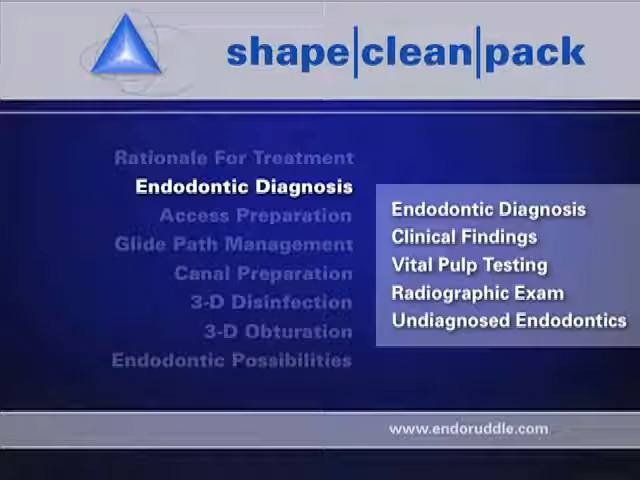 shape|clean|pack
Rationale For Treatment
Endodontic Diagnosis
Access Preparation
Glide Path Management
Canal Preparation
3-D Disinfection
3-D Obturation
Endodontic Possibilities
Endodontic Diagnosis
Clinical Findings
Vital Pulp Testing
Radiographic Exam
Undiagnosed Endodontics
www.endoruddle.com